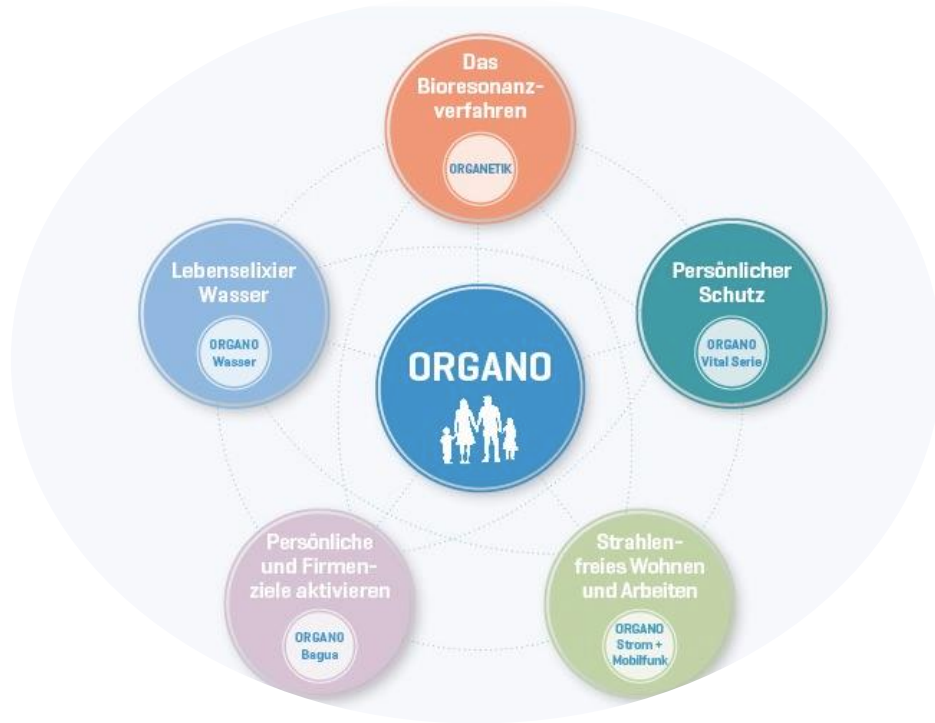 Das
Bioresonanz-
verfahren
ORGANETIK
Lebenselixier
Wasser
ORGANO
Wasser
Persönlicher
Schutz
ORGANO
Vital Serie
ORGANO
Persönliche
und Firmen-
ziele aktivieren
ORGANO
Bagua
Strahlen-
freies Wohnen
und Arbeiten
ORGANO
Strom +
Mobilfunk